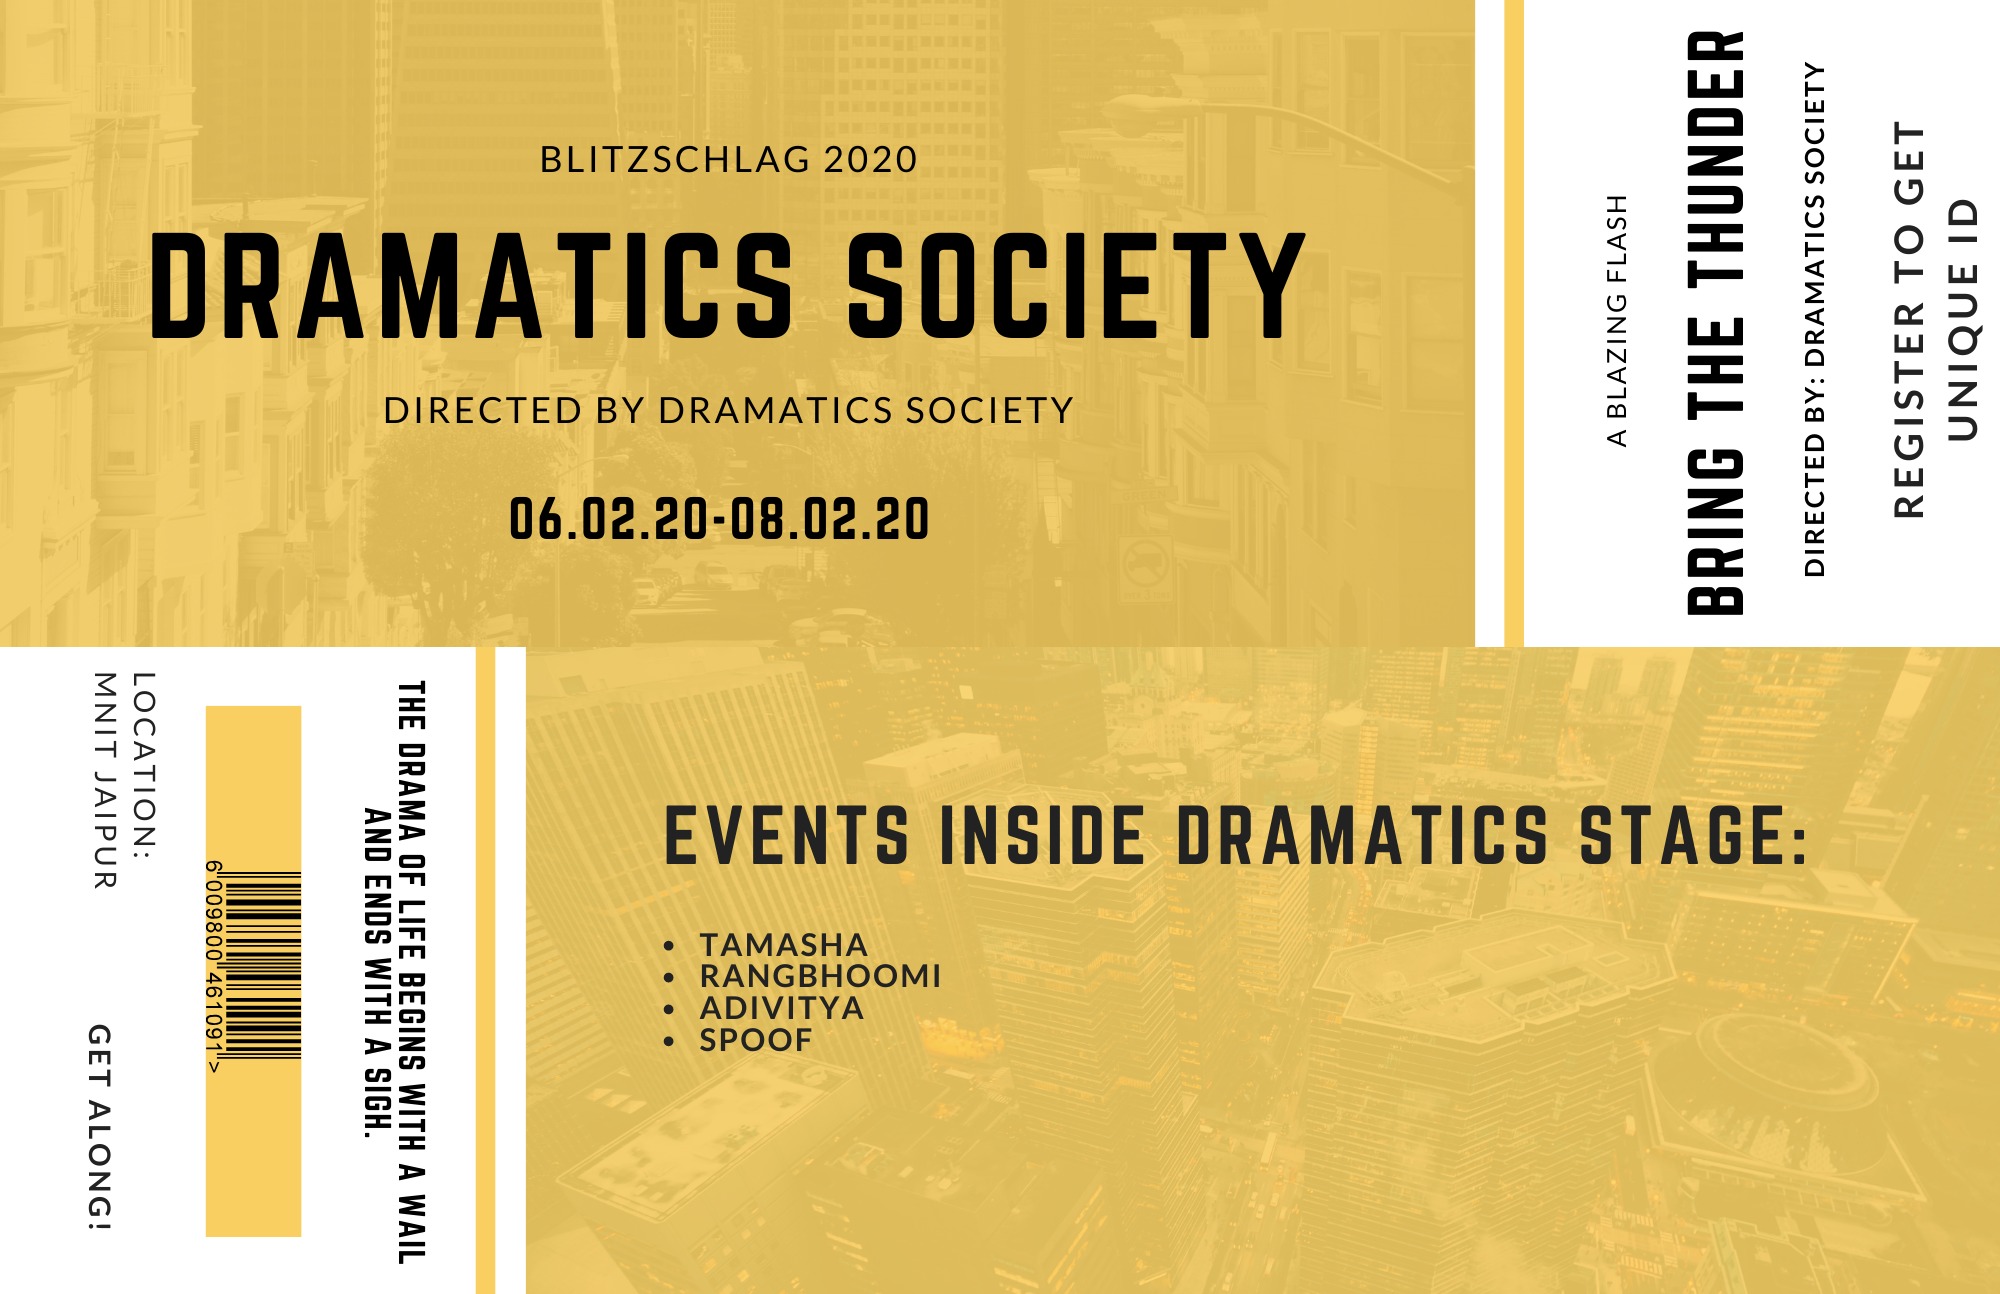 BLITZSCHLAG 2020
DRAMATICS SOCIETY
DIRECTED BY DRAMATICS SOCIETY
06.02.20-08.02.20
A BLAZING FLASH
BRING THE THUNDER
DIRECTED BY: DRAMATICS SOCIETY
REGISTER TO GET
UNIQUE ID
THE DRAMA OF LIFE BEGINS WITH A WAIL
AND ENDS WITH A SIGH.
6 009800 461091 >
LOCATION:
MNIT JAIPUR
GET ALONG!
EVENTS INSIDE DRAMATICS STAGE:
• TAMASHA
• RANGBHOOMI
• ADIVITYA
• SPOOF